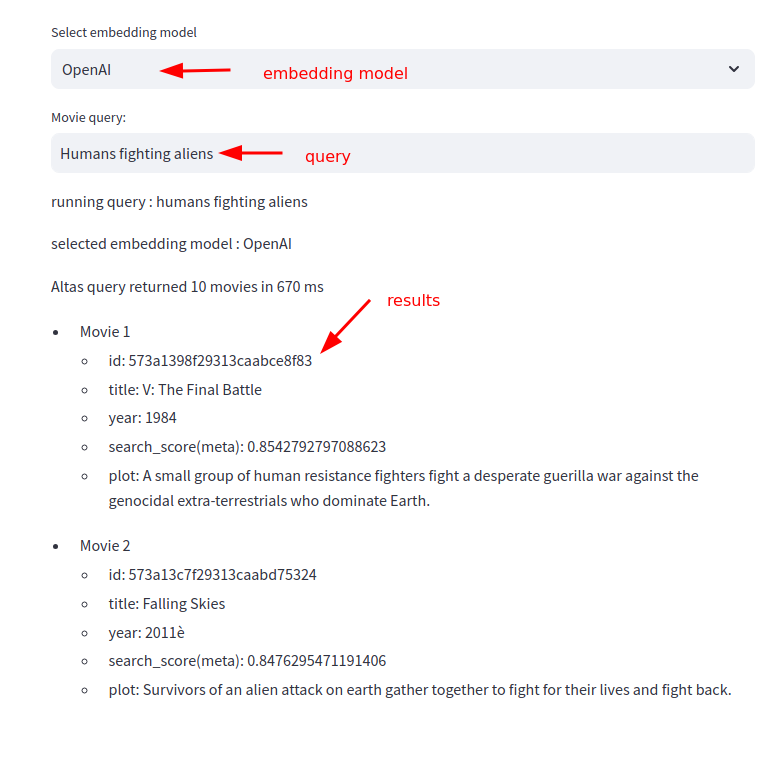 Select embedding model
OpenAI
embedding model
Movie query:
Humans fighting aliens
query
running query : humans fighting aliens
selected embedding model : OpenAI
Altas query returned 10 movies in 670 ms
results
Movie 1
id: 573a1398f29313caabce8f83
title: V: The Final Battle
year: 1984
search_score(meta): 0.8542792797088623
plot: A small group of human resistance fighters fight a desperate guerilla war against the
genocidal extra-terrestrials who dominate Earth.
Movie 2
id: 573a13c7f29313caabd75324
title: Falling Skies
year: 2011è
search_score(meta): 0.8476295471191406
plot: Survivors of an alien attack on earth gather together to fight for their lives and fight back.